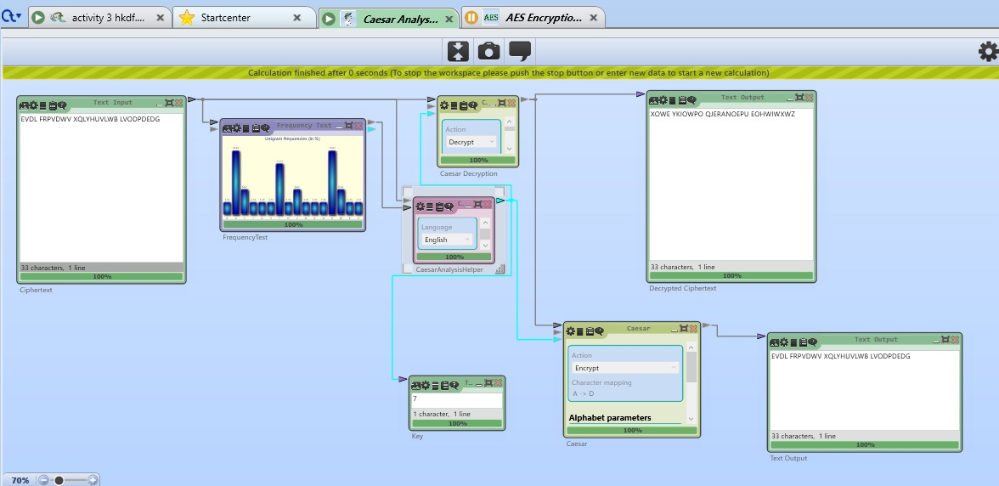 activity 3 hkdf....
Startcenter
Caesar Analys...
AES
AES Encryptio...
Calculation finished after 0 seconds (To stop the workspace please push the stop button or enter new data to start a new calculation)
Text Input
EVDL FRPVDWV XQLYHUVLWB LVODPDEDG
33 characters, 1 line
100%
Ciphertext
Frequency Test
Unigram frequencies (in %)
100%
FrequencyTest
C...
Action
Decrypt
100%
Caesar Decryption
C...
Language
English
100%
CaesarAnalysisHelper
Text Output
XOWE YKIOWPO QJERANOEPU EOHWIWXWZ
33 characters, 1 line
100%
Decrypted Ciphertext
T...
7
1 character, 1 line
100%
Key
Caesar
Action
Encrypt
Character mapping
A -> D
Alphabet parameters
100%
Caesar
Text Output
EVDL FRPVDWV XQLYHUVLWB LVODPDEDG
33 characters, 1 line
100%
Text Output
70%